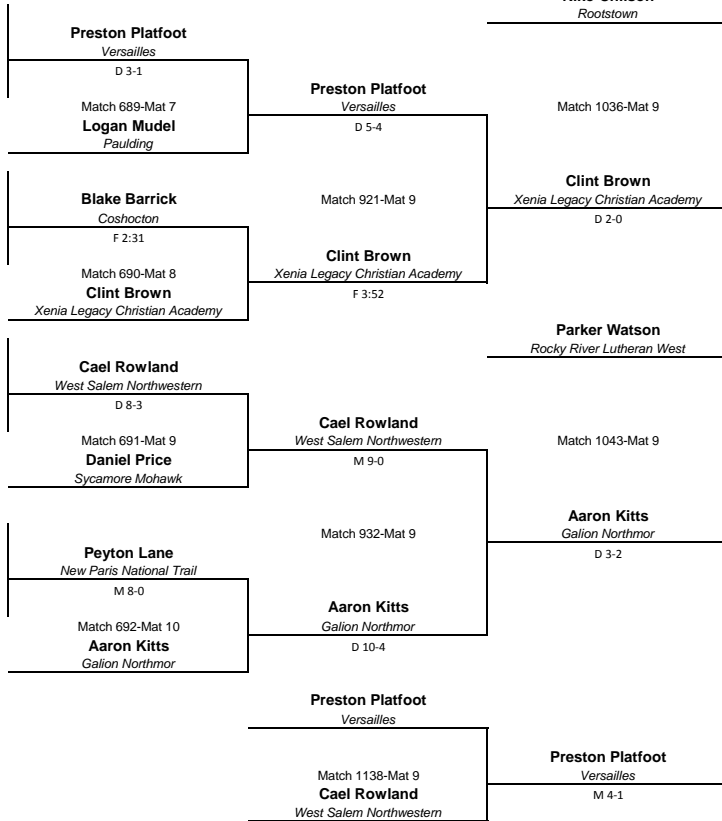 Rootstown
Preston Platfoot
Versailles
D 3-1
Match 689-Mat 7
Logan Mudel
Paulding
Preston Platfoot
Versailles
D 5-4
Match 1036-Mat 9
Blake Barrick
Coshocton
F 2:31
Match 690-Mat 8
Clint Brown
Xenia Legacy Christian Academy
Match 921-Mat 9
Clint Brown
Xenia Legacy Christian Academy
F 3:52
Clint Brown
Xenia Legacy Christian Academy
D 2-0
Parker Watson
Rocky River Lutheran West
Cael Rowland
West Salem Northwestern
D 8-3
Match 691-Mat 9
Daniel Price
Sycamore Mohawk
Cael Rowland
West Salem Northwestern
M 9-0
Match 1043-Mat 9
Peyton Lane
New Paris National Trail
M 8-0
Match 692-Mat 10
Aaron Kitts
Galion Northmor
Match 932-Mat 9
Aaron Kitts
Galion Northmor
D 10-4
Aaron Kitts
Galion Northmor
D 3-2
Preston Platfoot
Versailles
Match 1138-Mat 9
Cael Rowland
West Salem Northwestern
Preston Platfoot
Versailles
M 4-1